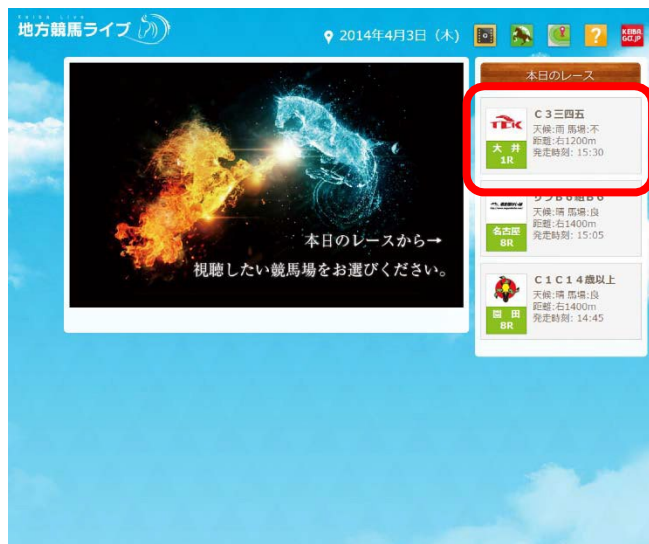 Keiba Live
地方競馬ライブ
2014年4月3日（木）
?
KEIBA.
GO.JP
本日のレースから→
視聴したい競馬場をお選びください。
本日のレース
TCK
大 井
1R
C3三四五
天候:雨 馬場:不
距離:右1200m
発走時刻: 15:30
名古屋
8R
天候:晴 馬場:良
距離:右1400m
発走時刻: 15:05
園 田
8R
C1C14歳以上
天候:晴 馬場:良
距離:右1400m
発走時刻: 14:45